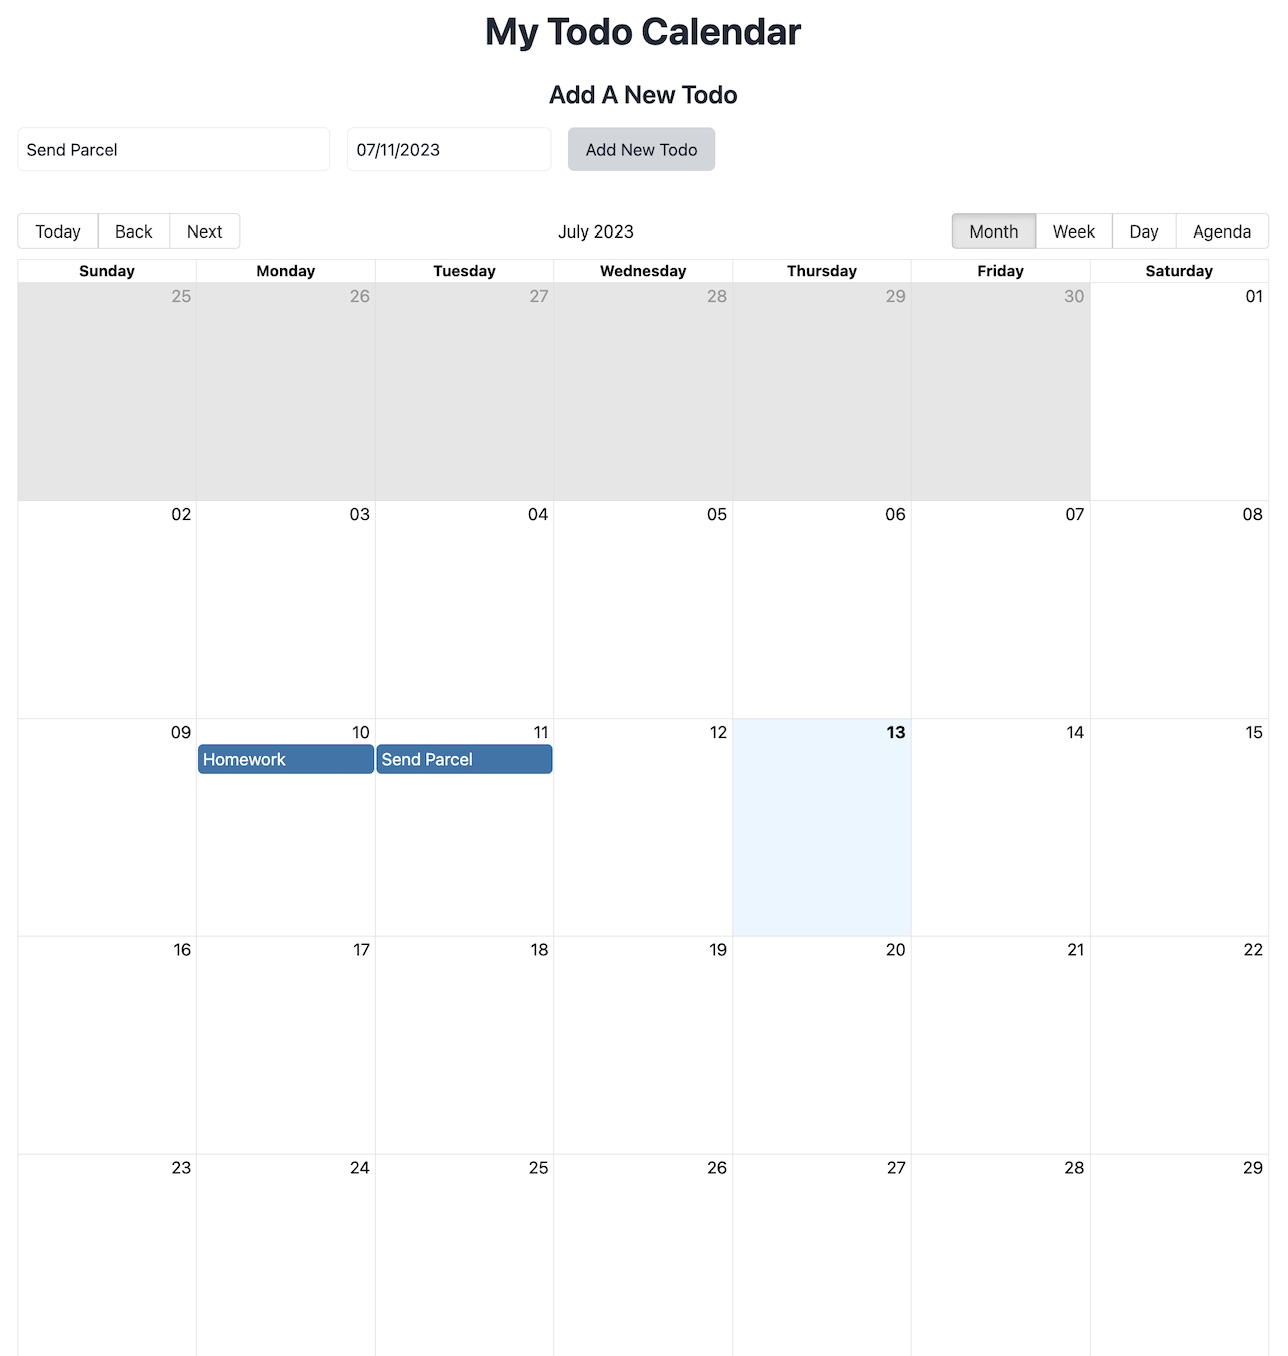 My Todo Calendar
Add A New Todo
Send Parcel 07/11/2023 Add New Todo
Today Back Next July 2023 Month Week Day Agenda
Sunday Monday Tuesday Wednesday Thursday Friday Saturday
25 26 27 28 29 30 01
02 03 04 05 06 07 08
09 10 11 12 13 14 15
Homework Send Parcel
16 17 18 19 20 21 22
23 24 25 26 27 28 29